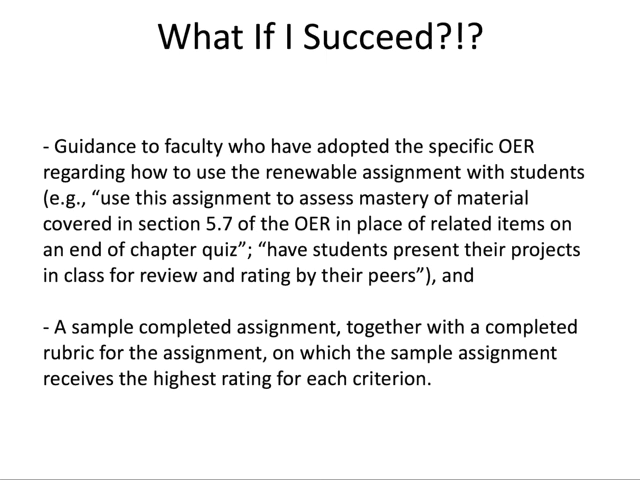 What If I Succeed?!?
- Guidance to faculty who have adopted the specific OER
regarding how to use the renewable assignment with students
(e.g., “use this assignment to assess mastery of material
covered in section 5.7 of the OER in place of related items on
an end of chapter quiz”; “have students present their projects
in class for review and rating by their peers”), and
- A sample completed assignment, together with a completed
rubric for the assignment, on which the sample assignment
receives the highest rating for each criterion.